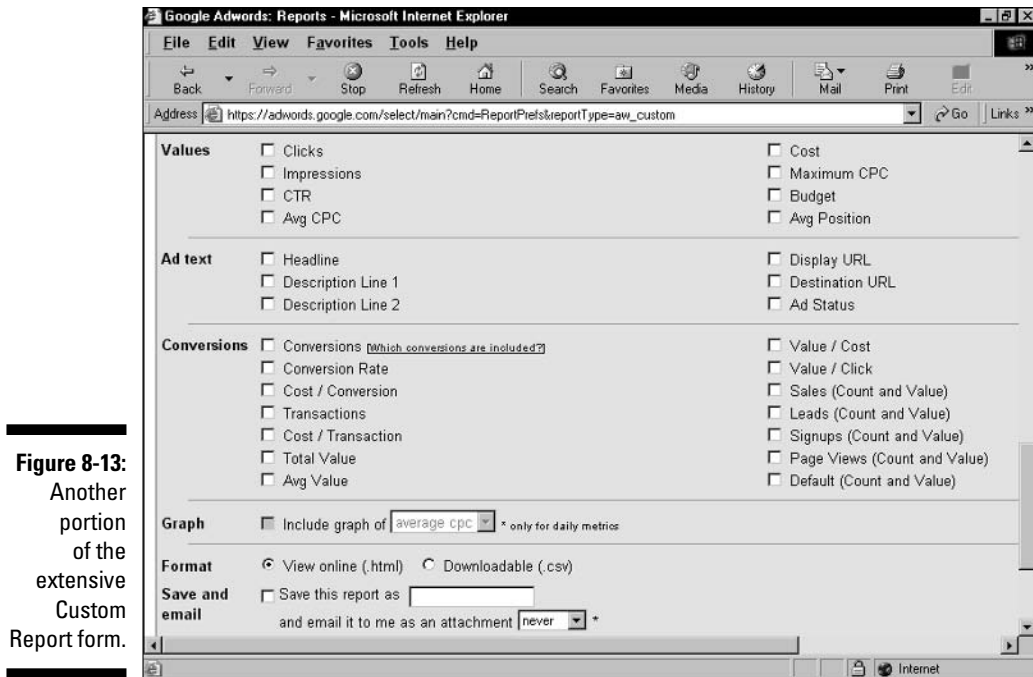 Google Adwords: Reports - Microsoft Internet Explorer
File Edit View Favorites Tools Help
Back Forward Stop Refresh Home Search Favorites Media History Mail Print Edit
Address https://adwords.google.com/select/main?cmd=ReportPrefs&reportType=aw_custom Go Links
Values Clicks Cost
Impressions Maximum CPC
CTR Budget
Avg CPC Avg Position
Ad text Headline Display URL
Description Line 1 Destination URL
Description Line 2 Ad Status
Conversions Conversions [Which conversions are included?] Value / Cost
Conversion Rate Value / Click
Cost / Conversion Sales (Count and Value)
Transactions Leads (Count and Value)
Cost / Transaction Signups (Count and Value)
Total Value Page Views (Count and Value)
Avg Value Default (Count and Value)
Graph Include graph of average cpc * only for daily metrics
Format View online (.html) Downloadable (.csv)
Save and email Save this report as
and email it to me as an attachment never *
Internet
Figure 8-13:
Another
portion
of the
extensive
Custom
Report form.